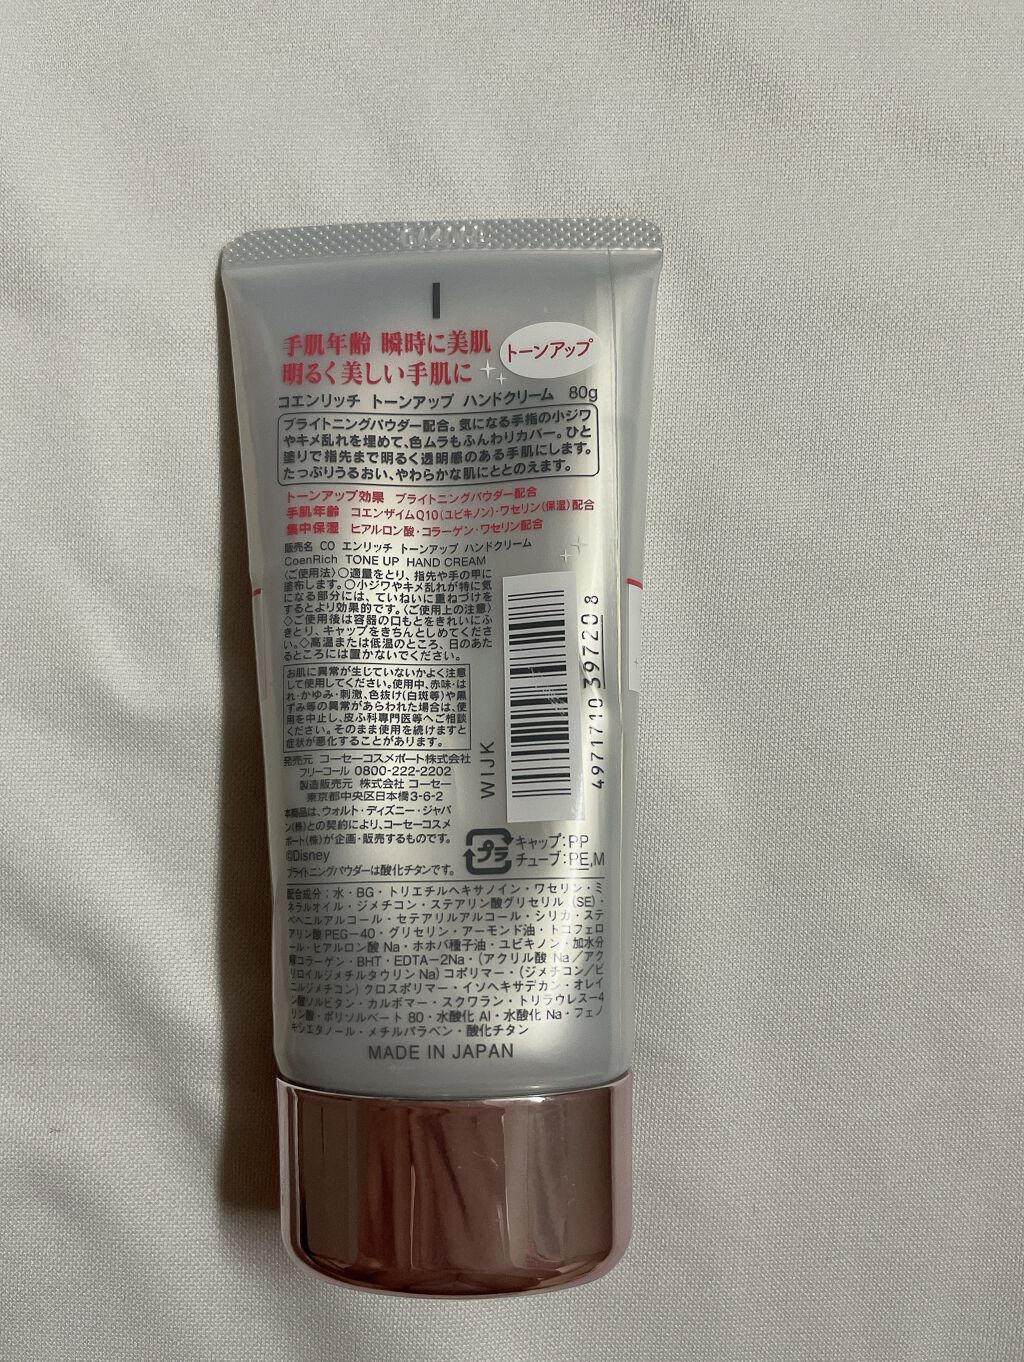 手肌年齢 瞬時に美肌
明るく美しい手肌に
トーンアップ
コエンリッチ トーンアップ ハンドクリーム 80g
ブライトニングパウダー配合。気になる手指の小ジワ
やキメ乱れを埋めて、色ムラもふんわりカバー。ひと
塗りで指先まで明るく透明感のある手肌にします。
たっぷりうるおい、やわらかな肌にととのえます。
トーンアップ効果 ブライトニングパウダー配合
手肌年齢 コエンザイムQ10(ユビキノン)・ワセリン(保湿)配合
集中保湿 ヒアルロン酸・コラーゲン・ワセリン配合
販売名 CO エンリッチ トーンアップ ハンドクリーム
CoenRich TONE UP HAND CREAM
〈ご使用法〉○適量をとり、指先や手の甲に
塗布します。○小ジワやキメ乱れが特に気
になる部分には、ていねいに重ねづけを
するとより効果的です。〈ご使用上の注意〉
◇ご使用後は容器の口もとをきれいにふ
きとり、キャップをきちんとしめてくださ
い。◇高温または低温のところ、日のあた
るところには置かないでください。
お肌に異常が生じていないかよく注意
して使用してください。使用中、赤味・は
れ・かゆみ・刺激、色抜け(白斑等)や黒
ずみ等の異常があらわれた場合は、使
用を中止し、皮ふ科専門医等へご相談
ください。そのまま使用を続けますと
症状が悪化することがあります。
発売元 コーセーコスメポート株式会社
フリーコール 0800-222-2202
製造販売元 株式会社 コーセー
東京都中央区日本橋3-6-2
本商品は、ウォルト・ディズニー・ジャパ
ン(株)との契約により、コーセーコスメ
ポート(株)が企画・販売するものです。
©Disney
ブライトニングパウダーは酸化チタンです。
WIJK
4971710 397208
プラ
キャップ:PP
チューブ:PE,M
配合成分:水・BG・トリエチルヘキサノイン・ワセリン・ミ
ネラルオイル・ジメチコン・ステアリン酸グリセリル(SE)・
ベヘニルアルコール・セテアリルアルコール・シリカ・ステ
アリン酸PEG-40・グリセリン・アーモンド油・トコフェロ
ール・ヒアルロン酸Na・ホホバ種子油・ユビキノン・加水分
解コラーゲン・BHT・EDTA-2Na・(アクリル酸Na/アク
リロイルジメチルタウリンNa)コポリマー・(ジメチコン/ビ
ニルジメチコン)クロスポリマー・イソヘキサデカン・オレイ
ン酸ソルビタン・カルボマー・スクワラン・トリラウレス-4
リン酸・ポリソルベート80・水酸化Al・水酸化Na・フェノ
キシエタノール・メチルパラベン・酸化チタン
MADE IN JAPAN